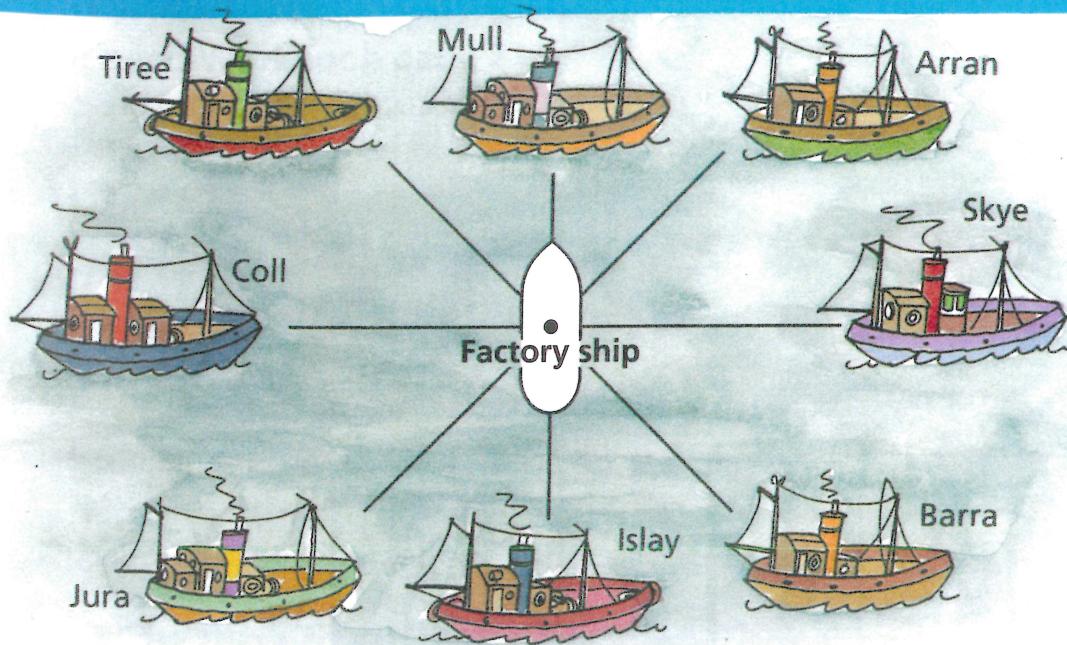 Tiree
Mull
Arran
Coll
Skye
Factory ship
Jura
Islay
Barra